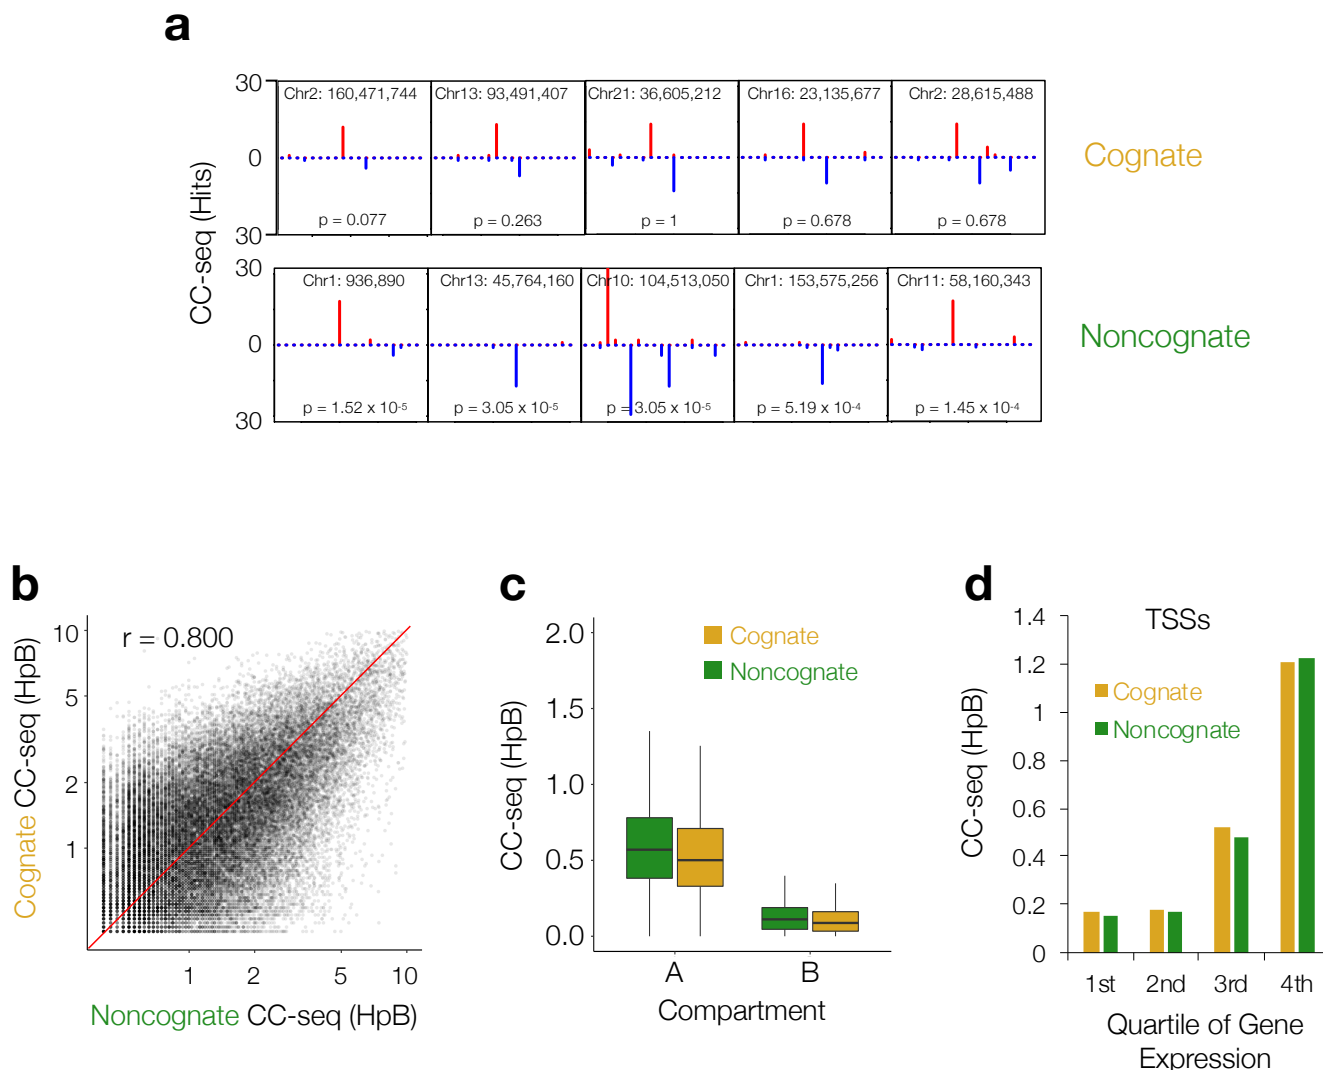 a
30
0
30
CC-seq (Hits)
Chr2: 160,471,744
Chr13: 93,491,407
Chr21: 36,605,212
Chr16: 23,135,677
Chr2: 28,615,488
p = 0.077
p = 0.263
p = 1
p = 0.678
p = 0.678
Cognate
30
0
30
Chr1: 936,890
Chr13: 45,764,160
Chr10: 104,513,050
Chr1: 153,575,256
Chr11: 58,160,343
p = 1.52 x 10-5
p = 3.05 x 10-5
p = 3.05 x 10-5
p = 5.19 x 10-4
p = 1.45 x 10-4
Noncognate
b
r = 0.800
10
5
2
1
Cognate CC-seq (HpB)
1 2 5 10
Noncognate CC-seq (HpB)
c
2.0
1.5
1.0
0.5
0.0
CC-seq (HpB)
Cognate
Noncognate
A B
Compartment
d
TSSs
1.4
1.2
1
0.8
0.6
0.4
0.2
0
CC-seq (HpB)
Cognate
Noncognate
1st 2nd 3rd 4th
Quartile of Gene
Expression